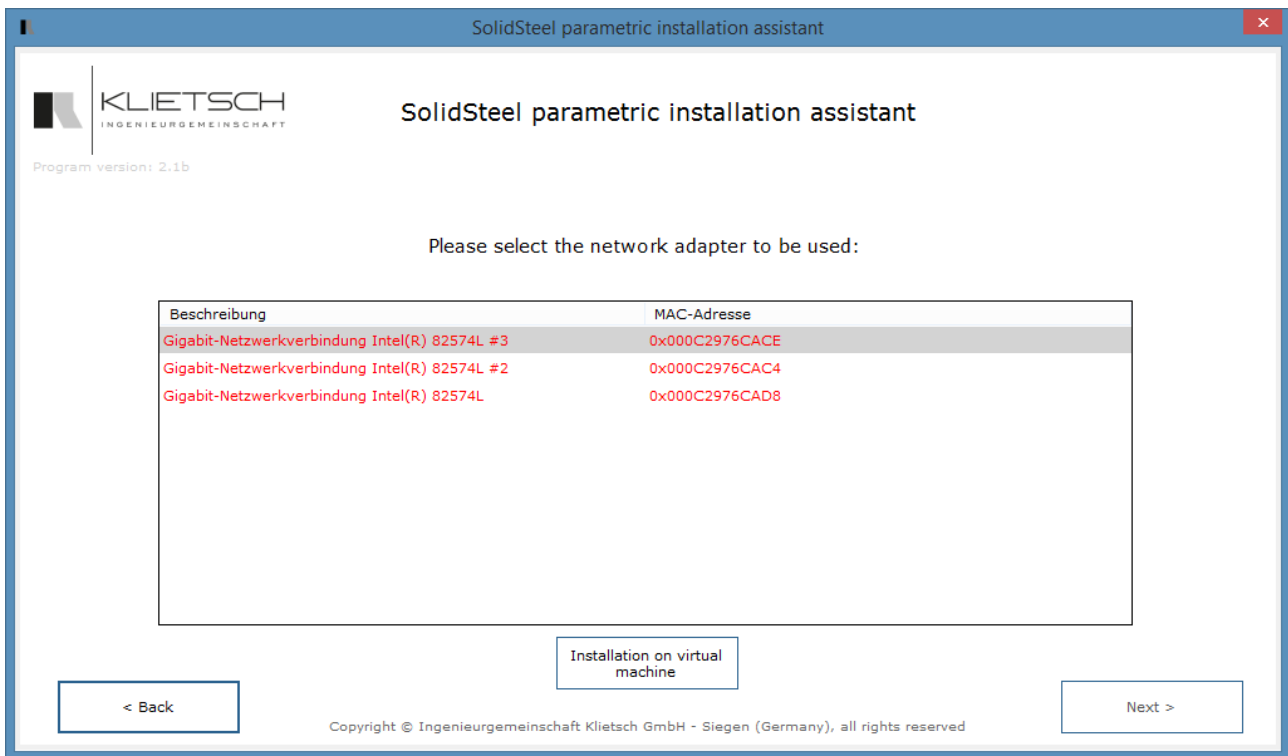 SolidSteel parametric installation assistant
KLIETSCH
INGENIEURGEMEINSCHAFT
SolidSteel parametric installation assistant
Program version: 2.1b
Please select the network adapter to be used:
Beschreibung MAC-Adresse
Gigabit-Netzwerkverbindung Intel(R) 82574L #3 0x000C2976CACE
Gigabit-Netzwerkverbindung Intel(R) 82574L #2 0x000C2976CAC4
Gigabit-Netzwerkverbindung Intel(R) 82574L 0x000C2976CAD8
Installation on virtual
machine
< Back
Next >
Copyright © Ingenieurgemeinschaft Klietsch GmbH - Siegen (Germany), all rights reserved